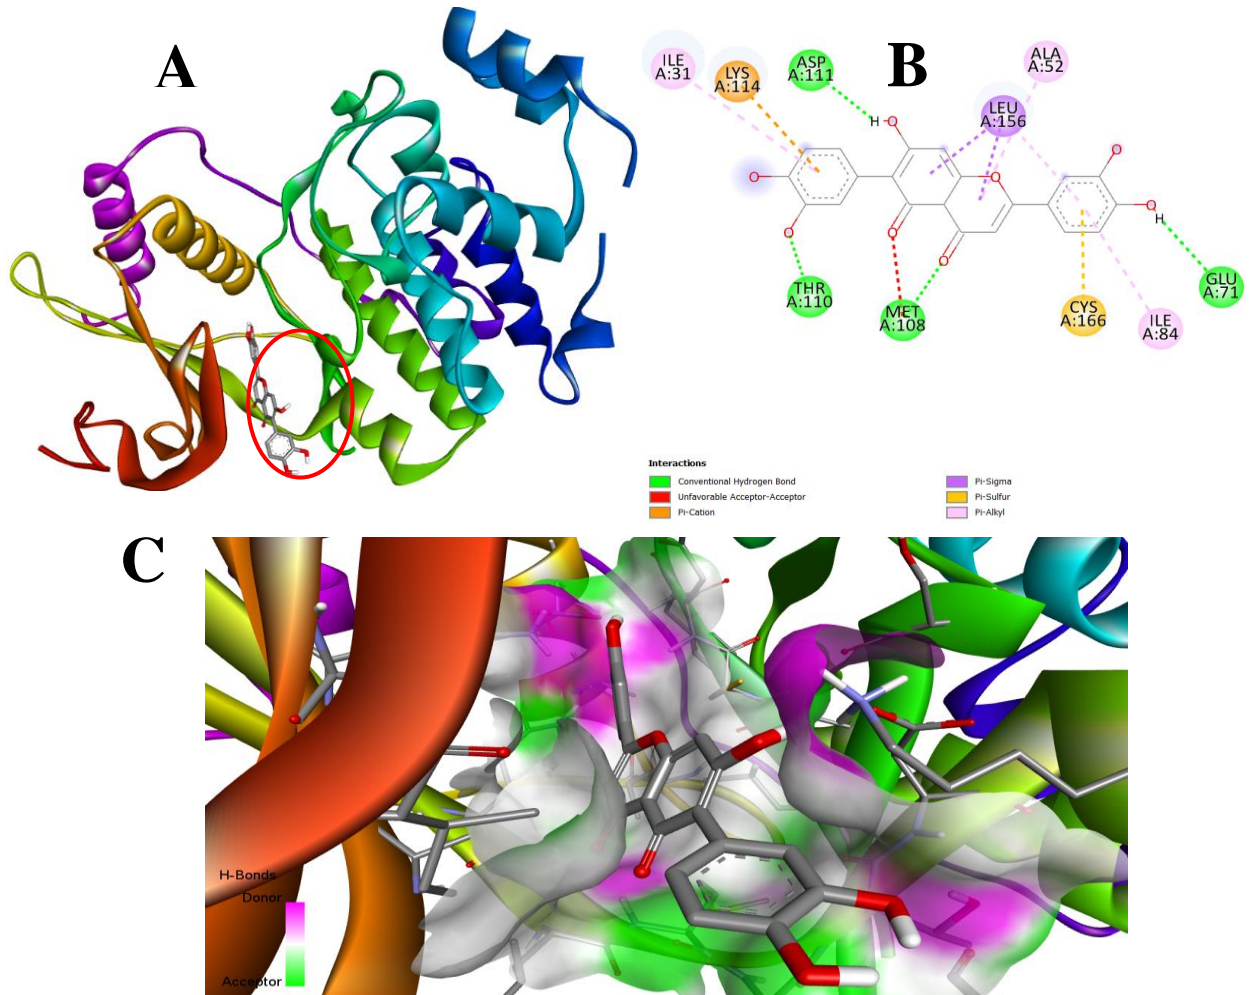 A
B
ILE
A:31
LYS
A:114
ASP
A:111
ALA
A:52
LEU
A:156
H
O
O
O
O
O
O
O
O
H
THR
A:110
MET
A:108
CYS
A:166
ILE
A:84
GLU
A:71
Interactions
Conventional Hydrogen Bond
Unfavorable Acceptor-Acceptor
Pi-Cation
Pi-Sigma
Pi-Sulfur
Pi-Alkyl
C
H-Bonds
Donor
Acceptor